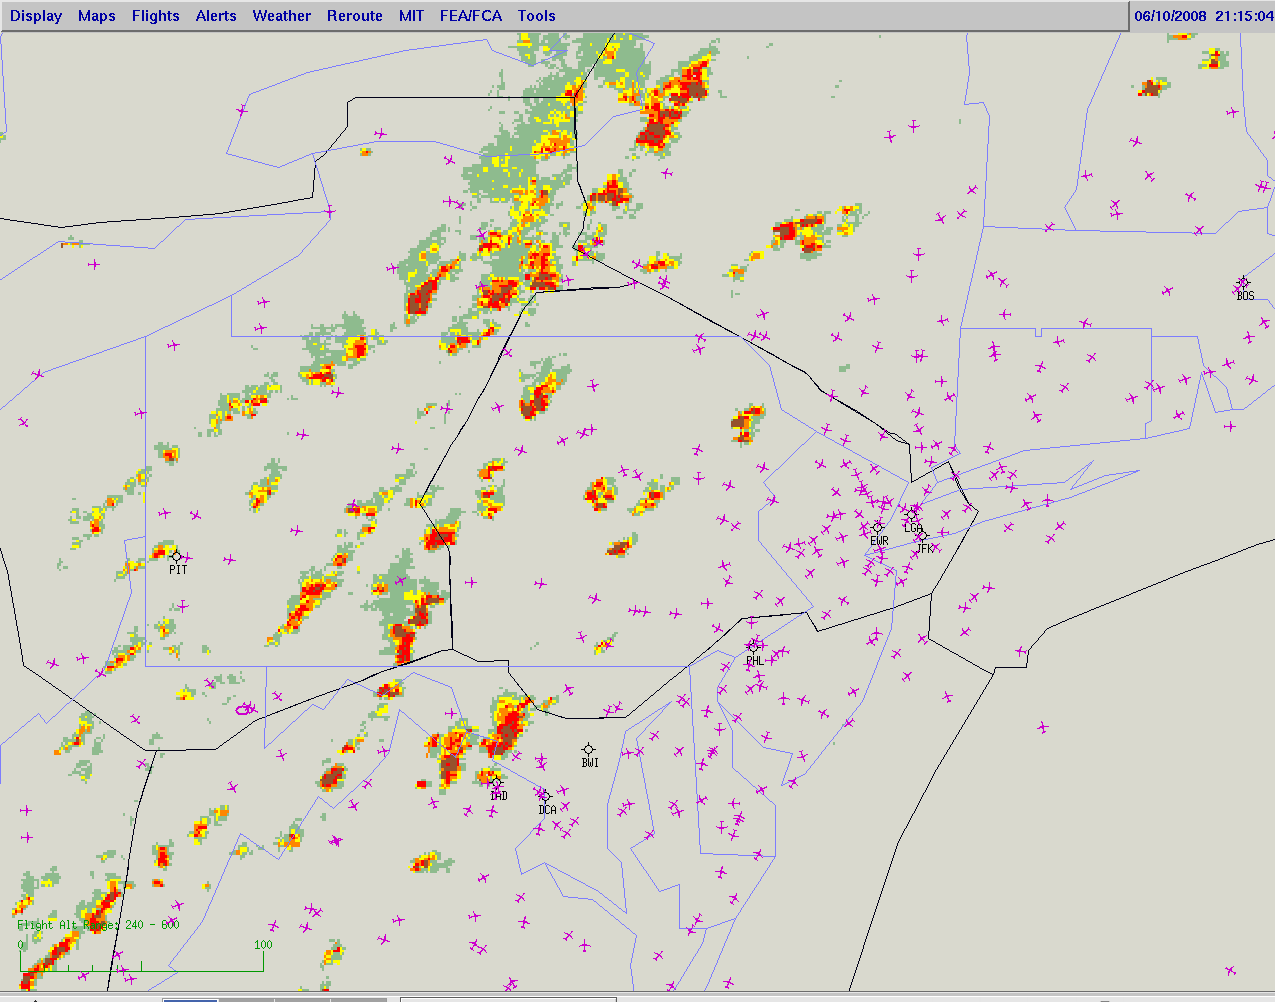 Display Maps Flights Alerts Weather Reroute MIT FEA/FCA Tools 06/10/2008 21:15:04
BOS
LGA
EWR
JFK
PIT
PHL
BWI
IAD
DCA
Flight Alt Range: 240 - 600
0 100